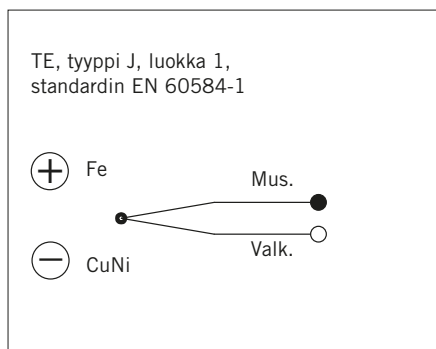 TE, tyyppi J, luokka 1,
standardin EN 60584-1
Fe
Mus.
Valk.
CuNi